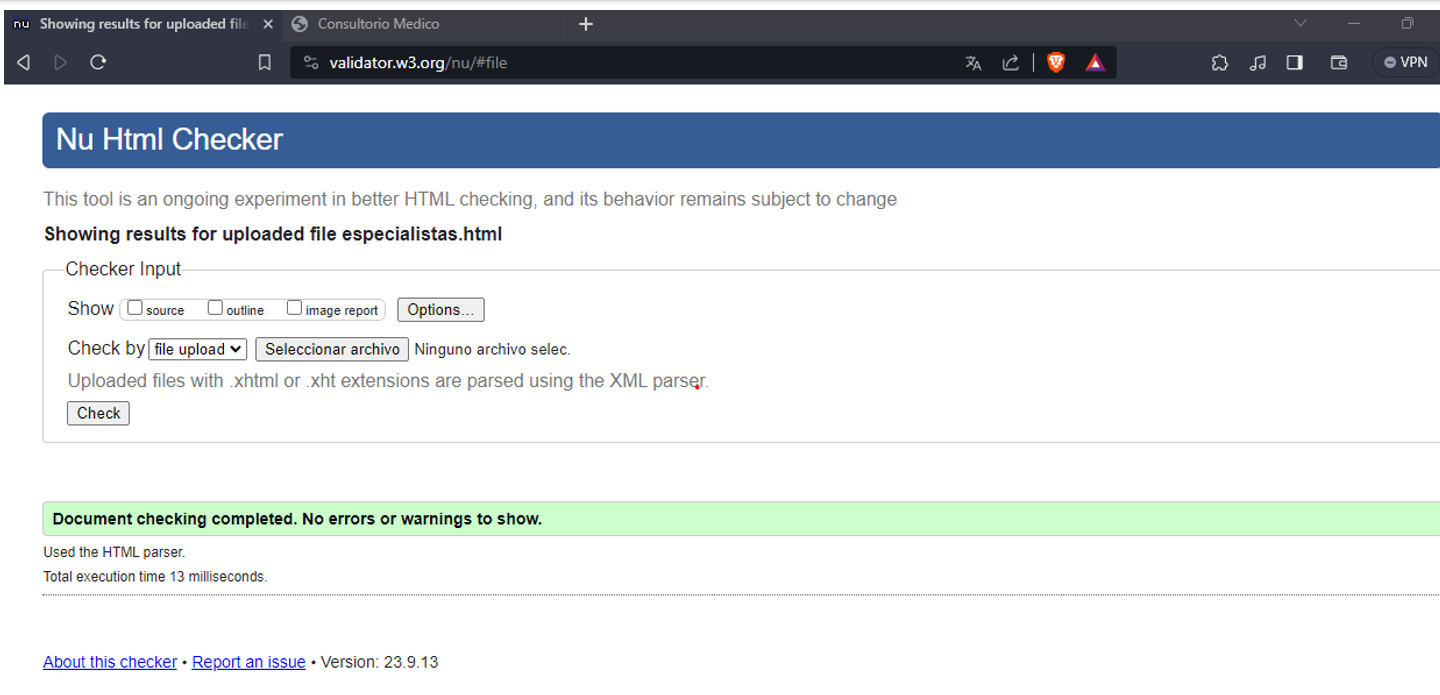 nu Showing results for uploaded file
Consultorio Medico
validator.w3.org/nu/#file
VPN
Nu Html Checker
This tool is an ongoing experiment in better HTML checking, and its behavior remains subject to change
Showing results for uploaded file especialistas.html
Checker Input
Show source outline image report Options...
Check by file upload Seleccionar archivo Ninguno archivo selec.
Uploaded files with .xhtml or .xht extensions are parsed using the XML parser.
Check
Document checking completed. No errors or warnings to show.
Used the HTML parser.
Total execution time 13 milliseconds.
About this checker • Report an issue • Version: 23.9.13